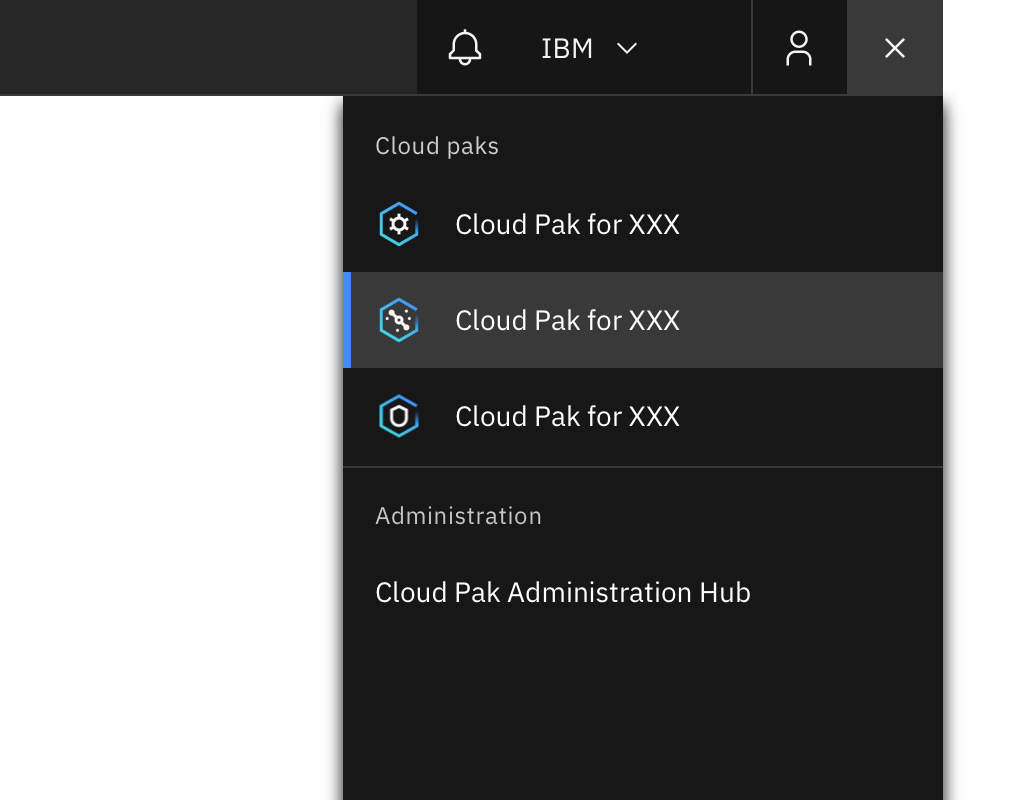 IBM
Cloud paks
Cloud Pak for XXX
Cloud Pak for XXX
Cloud Pak for XXX
Administration
Cloud Pak Administration Hub